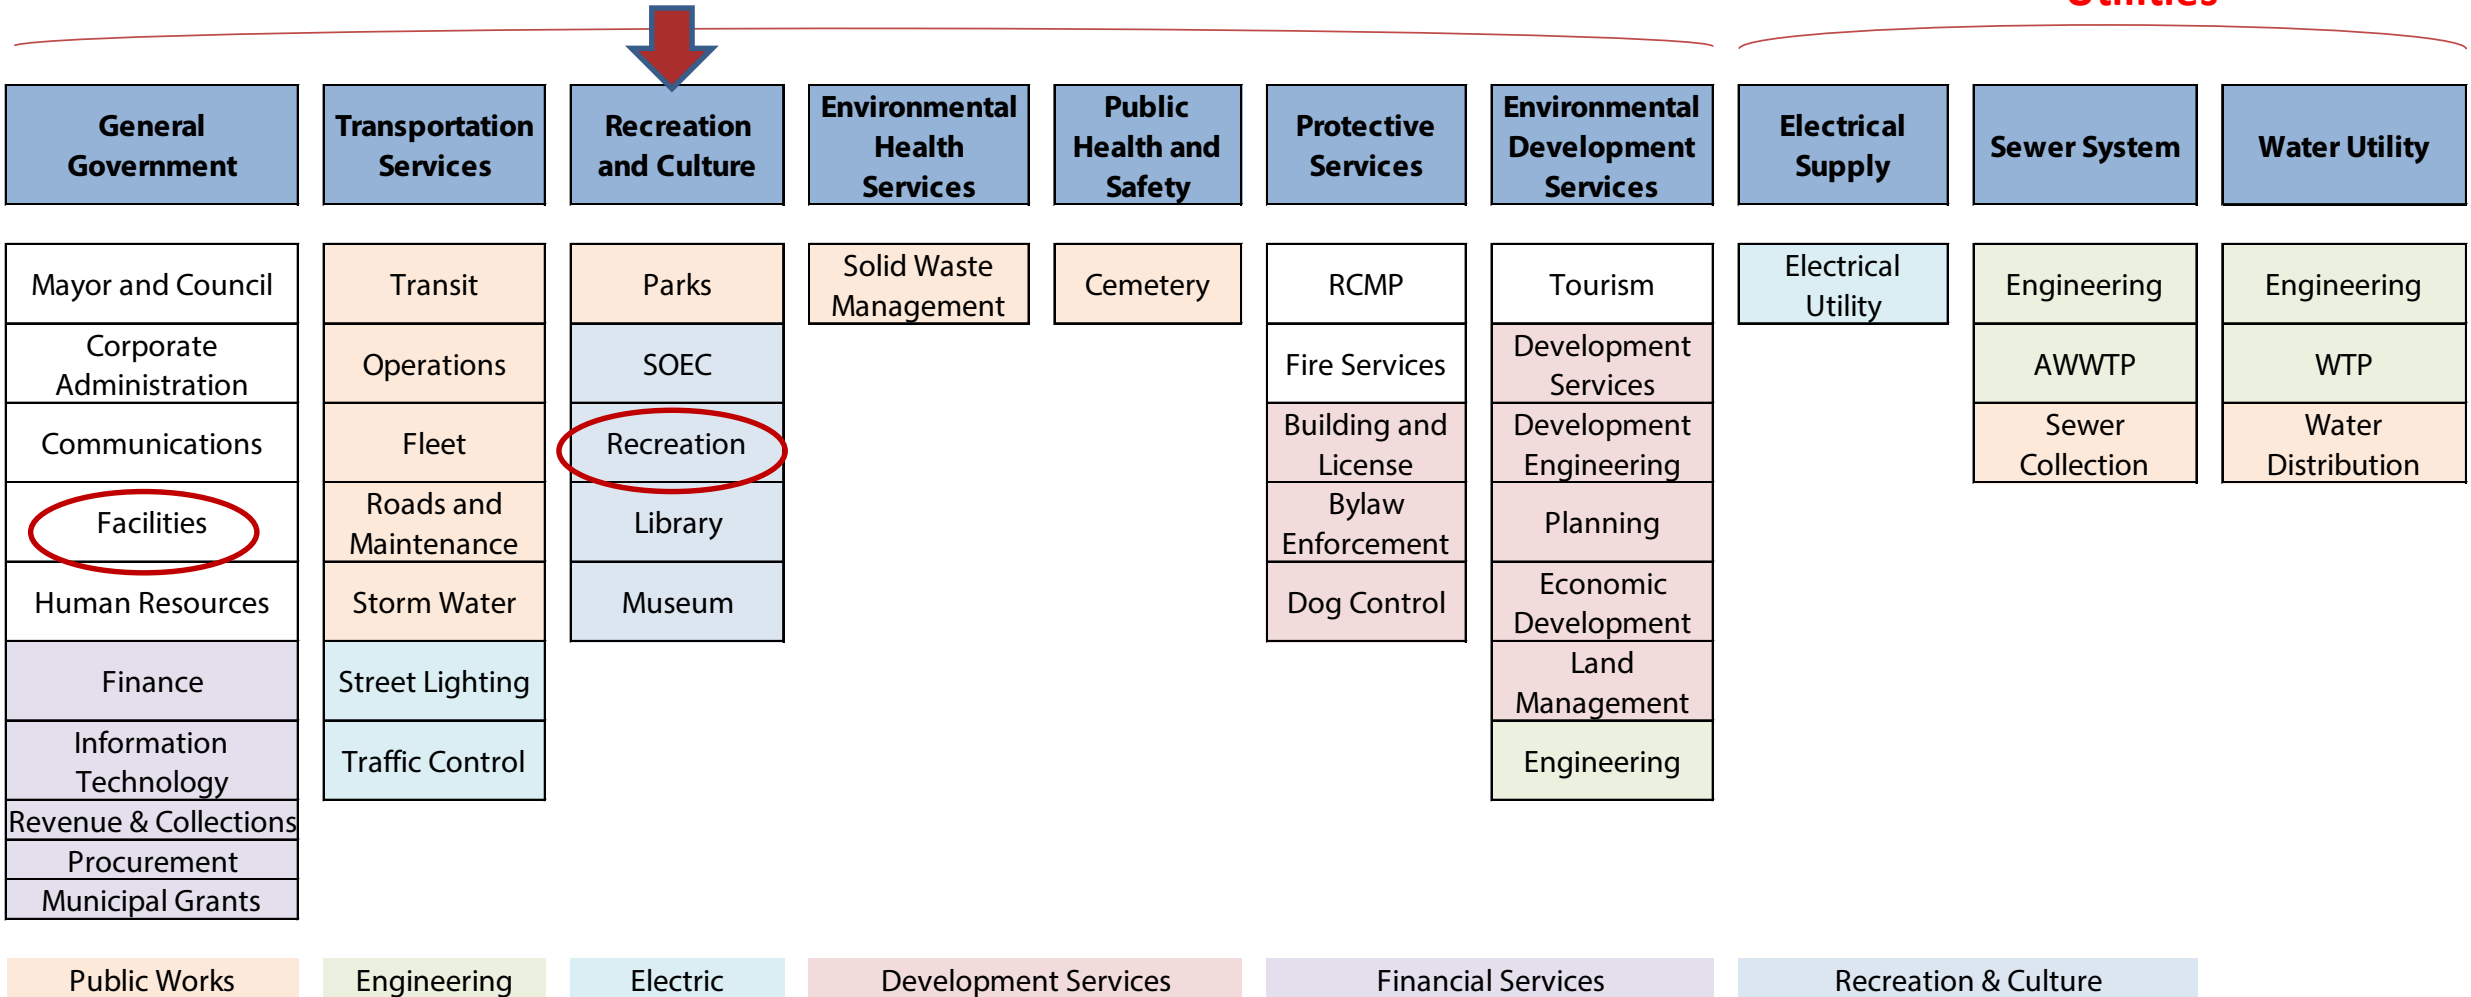 Utilities
General
Government
Transportation
Services
Recreation
and Culture
Environmental
Health
Services
Public
Health and
Safety
Protective
Services
Environmental
Development
Services
Electrical
Supply
Sewer System
Water Utility
Mayor and Council
Corporate
Administration
Communications
Facilities
Human Resources
Finance
Information
Technology
Revenue & Collections
Procurement
Municipal Grants
Transit
Operations
Fleet
Roads and
Maintenance
Storm Water
Street Lighting
Traffic Control
Parks
SOEC
Recreation
Library
Museum
Solid Waste
Management
Cemetery
RCMP
Fire Services
Building and
License
Bylaw
Enforcement
Dog Control
Tourism
Development
Services
Development
Engineering
Planning
Economic
Development
Land
Management
Engineering
Electrical
Utility
Engineering
AWWTP
Sewer
Collection
Engineering
WTP
Water
Distribution
Public Works
Engineering
Electric
Development Services
Financial Services
Recreation & Culture